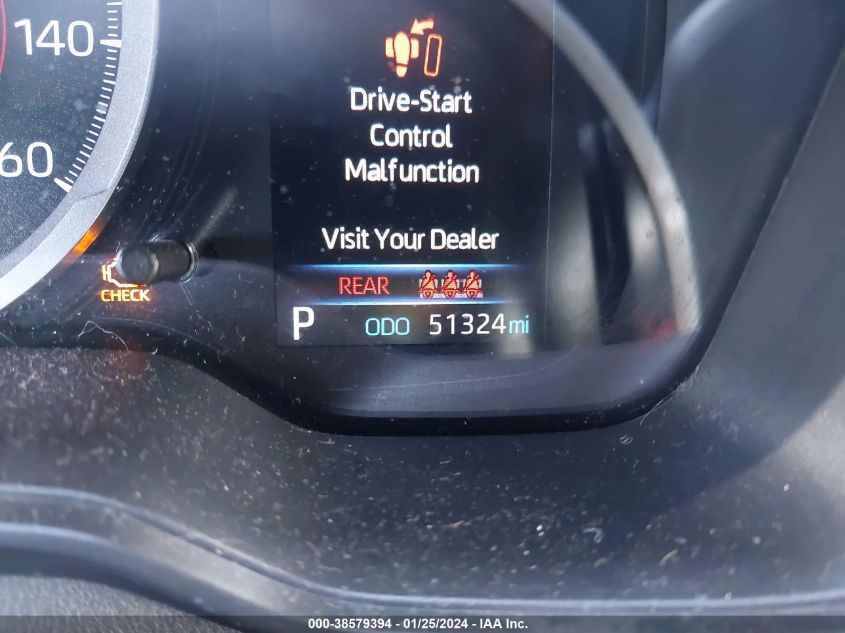 140
60
Drive-Start
Control
Malfunction
Visit Your Dealer
REAR
CHECK
P ODO 51324 mi
000-38579394 - 01/25/2024 - IAA Inc.